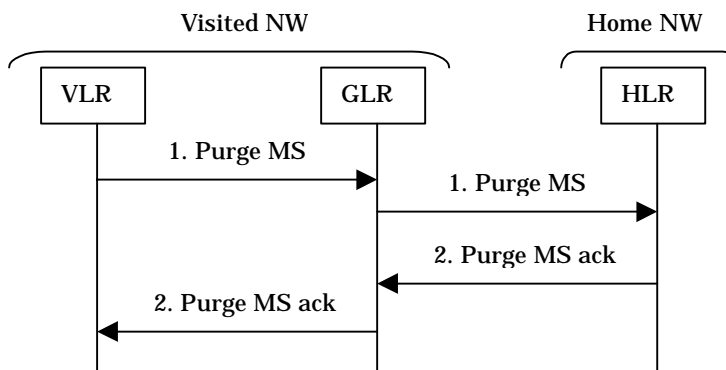 Visited NW
Home NW
VLR
GLR
HLR
1. Purge MS
1. Purge MS
2. Purge MS ack
2. Purge MS ack